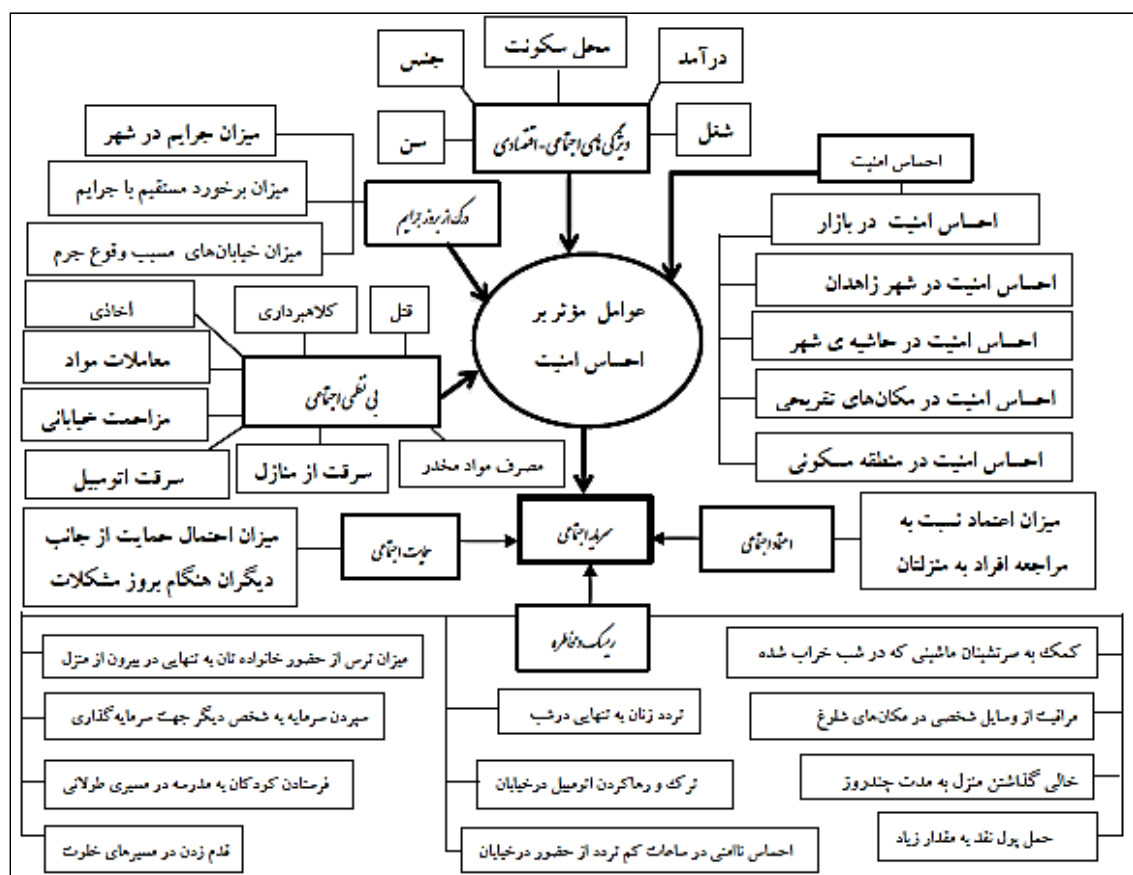 محل سکونت
درآمد
جنس
شغل
ویژگی‌های اجتماعی-اقتصادی
سن
میزان جرایم در شهر
احساس امنیت
میزان برخورد مستقیم با جرایم
درک از بروز جرایم
میزان خیابان‌های مسبب وقوع جرم
احساس امنیت در بازار
احساس امنیت در شهر زاهدان
احساس امنیت در حاشیه ی شهر
احساس امنیت در مکان‌های تفریحی
احساس امنیت در منطقه مسکونی
عوامل مؤثر بر
احساس امنیت
قتل
کلاهبرداری
اخاذی
معاملات مواد
بی نظمی اجتماعی
مزاحمت خیابانی
سرقت اتومبیل
سرقت از منازل
مصرف مواد مخدر
میزان اعتماد نسبت به
مراجعه افراد به منزلتان
اعتماد اجتماعی
سرمایه اجتماعی
حمایت اجتماعی
میزان احتمال حمایت از جانب
دیگران هنگام بروز مشکلات
ریسک و مخاطره
کمک به سرنشینان ماشینی که در شب خراب شده
مراقبت از وسایل شخصی در مکان‌های شلوغ
خالی گذاشتن منزل به مدت چندروز
حمل پول نقد به مقدار زیاد
تردد زنان به تنهایی درشب
ترک و رهاکردن اتومبیل درخیابان
احساس ناامنی در ساعات کم تردد از حضور درخیابان
میزان ترس از حضور خانواده تان به تنهایی در بیرون از منزل
سپردن سرمایه به شخص دیگر جهت سرمایه گذاری
فرستادن کودکان به مدرسه در مسیری طولانی
قدم زدن در مسیرهای خلوت